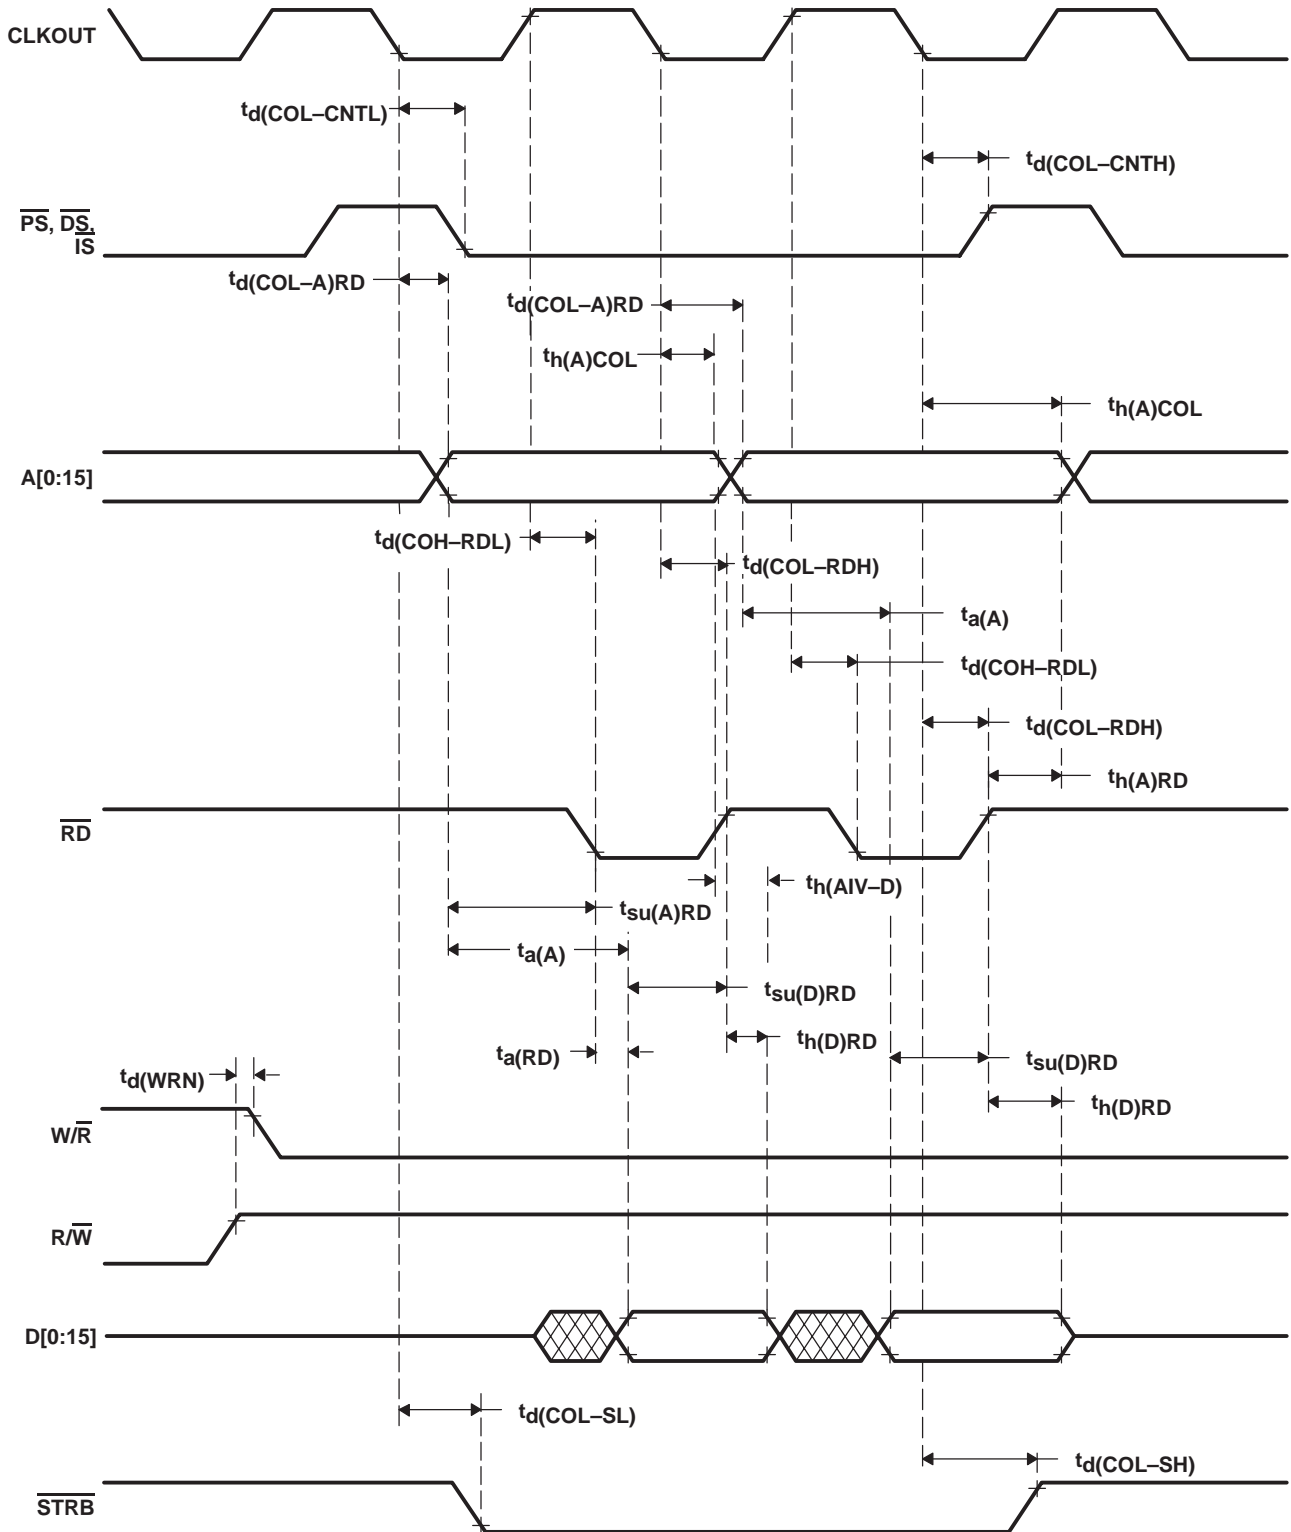 CLKOUT
td(COL–CNTL)
td(COL–CNTH)
PS, DS,
IS
td(COL–A)RD
td(COL–A)RD
th(A)COL
th(A)COL
A[0:15]
td(COH–RDL)
td(COL–RDH)
ta(A)
td(COH–RDL)
td(COL–RDH)
th(A)RD
RD
th(AIV–D)
tsu(A)RD
ta(A)
tsu(D)RD
th(D)RD
ta(RD)
tsu(D)RD
td(WRN)
th(D)RD
W/R
R/W
D[0:15]
td(COL–SL)
td(COL–SH)
STRB